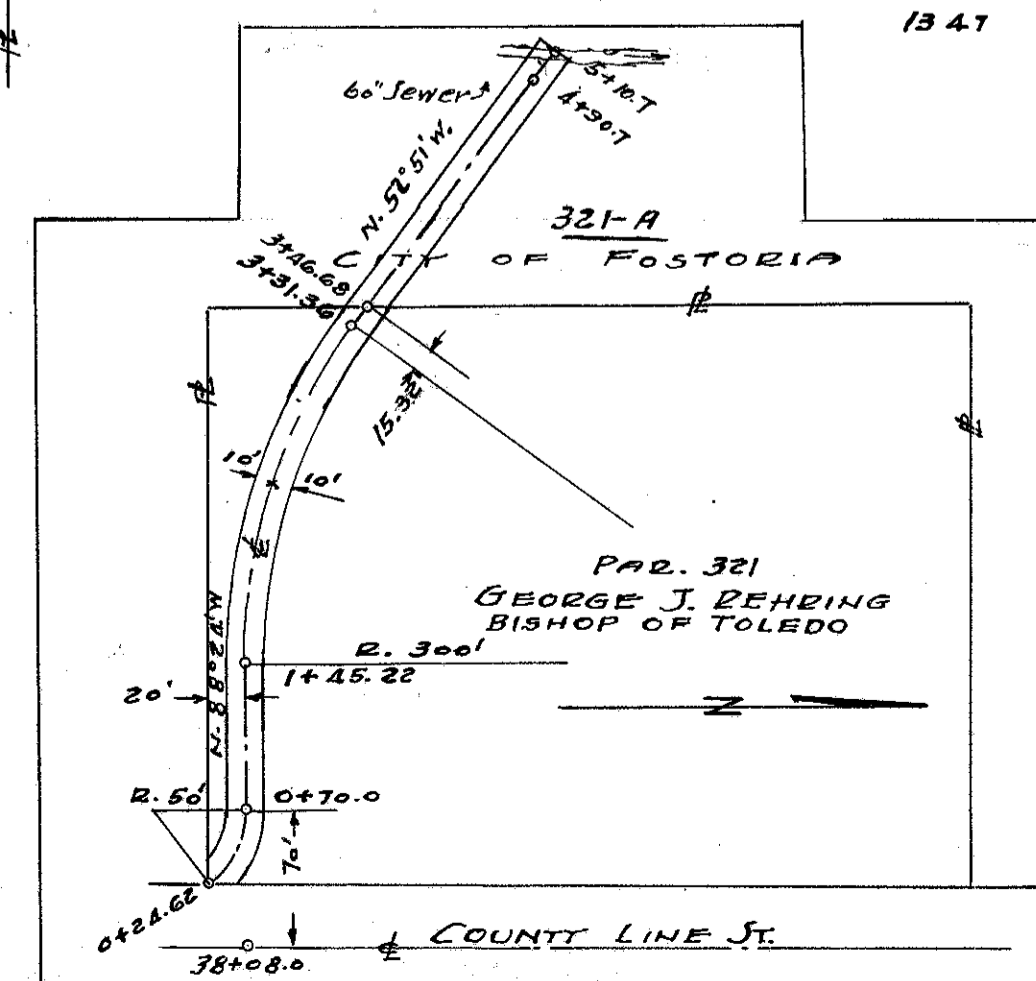 1347
60" Sewer
5+10.7
4+90.7
N. 52°51' W.
321-A
CITY OF FOSTORIA
3+46.68
3+31.36
15.32'
10'
10'
PAR. 321
GEORGE J. REHRING
BISHOP OF TOLEDO
R. 300'
1+45.22
20'
N. 88°24' W.
N
R. 50'
0+70.0
70'
0+24.62
COUNTY LINE ST.
38+08.0